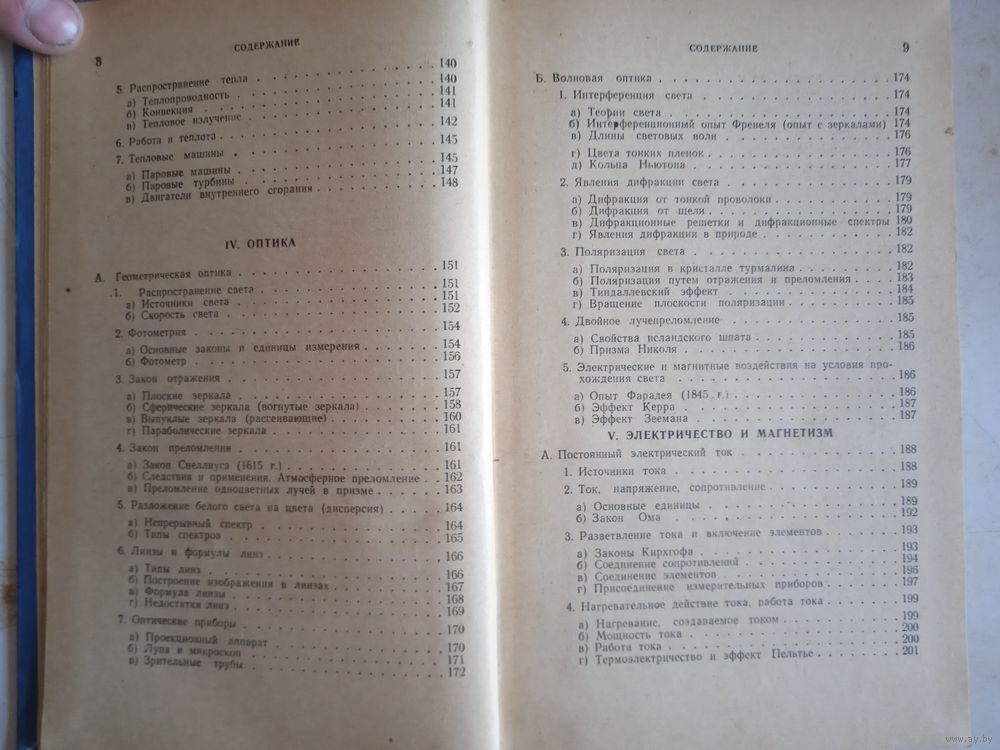 8
СОДЕРЖАНИЕ
5. Распространение тепла . . . 140
а) Теплопроводность . . . 140
б) Конвекция . . . 141
в) Тепловое излучение . . . 141
6. Работа и теплота . . . 142
7. Тепловые машины . . . 145
а) Паровые машины . . . 145
б) Паровые турбины . . . 147
в) Двигатели внутреннего сгорания . . . 148
IV. ОПТИКА
А. Геометрическая оптика . . . 151
1. Распространение света . . . 151
а) Источники света . . . 151
б) Скорость света . . . 152
2. Фотометрия . . . 154
а) Основные законы и единицы измерения . . . 154
б) Фотометр . . . 156
3. Закон отражения . . . 157
а) Плоские зеркала . . . 157
б) Сферические зеркала (вогнутые зеркала) . . . 158
в) Выпуклые зеркала (рассеивающие) . . . 160
г) Параболические зеркала . . . 161
4. Закон преломления . . . 161
а) Закон Снеллиуса (1615 г.) . . . 161
б) Следствия и применения. Атмосферное преломление . . 162
в) Преломление одноцветных лучей в призме . . . 163
5. Разложение белого света на цвета (дисперсия) . . . 164
а) Непрерывный спектр . . . 164
б) Типы спектров . . . 165
6. Линзы и формулы линз . . . 166
а) Типы линз . . . 166
б) Построение изображения в линзах . . . 167
в) Формула линзы . . . 168
г) Недостатки линз . . . 169
7. Оптические приборы . . . 170
а) Проекционный аппарат . . . 170
б) Лупа и микроскоп . . . 171
в) Зрительные трубы . . . 172
СОДЕРЖАНИЕ
9
Б. Волновая оптика . . . 174
1. Интерференция света . . . 174
а) Теории света . . . 174
б) Интерференционный опыт Френеля (опыт с зеркалами) 174
в) Длины световых волн . . . 176
г) Цвета тонких пленок . . . 176
д) Кольца Ньютона . . . 177
2. Явления дифракции света . . . 179
а) Дифракция от тонкой проволоки . . . 179
б) Дифракция от щели . . . 179
в) Дифракционные решетки и дифракционные спектры 180
г) Явления дифракции в природе . . . 182
3. Поляризация света . . . 182
а) Поляризация в кристалле турмалина . . . 182
б) Поляризация путем отражения и преломления . . . 183
в) Тиндаллевский эффект . . . 184
г) Вращение плоскости поляризации . . . 185
4. Двойное лучепреломление . . . 185
а) Свойства исландского шпата . . . 185
б) Призма Николя . . . 186
5. Электрические и магнитные воздействия на условия про-
хождения света . . . 186
а) Опыт Фарадея (1845 г.) . . . 186
б) Эффект Керра . . . 187
в) Эффект Зеемана . . . 187
V. ЭЛЕКТРИЧЕСТВО И МАГНЕТИЗМ
А. Постоянный электрический ток . . . 188
1. Источники тока . . . 188
2. Ток, напряжение, сопротивление . . . 189
а) Основные единицы . . . 189
б) Закон Ома . . . 192
3. Разветвление тока и включение элементов . . . 193
а) Законы Кирхгофа . . . 193
б) Соединение сопротивлений . . . 194
в) Соединение элементов . . . 196
г) Присоединение измерительных приборов . . . 197
4. Нагревательное действие тока, работа тока . . . 199
а) Нагревание, создаваемое током . . . 199
б) Мощность тока . . . 200
в) Работа тока . . . 200
г) Термоэлектричество и эффект Пельтье . . . 201
www.ay.by